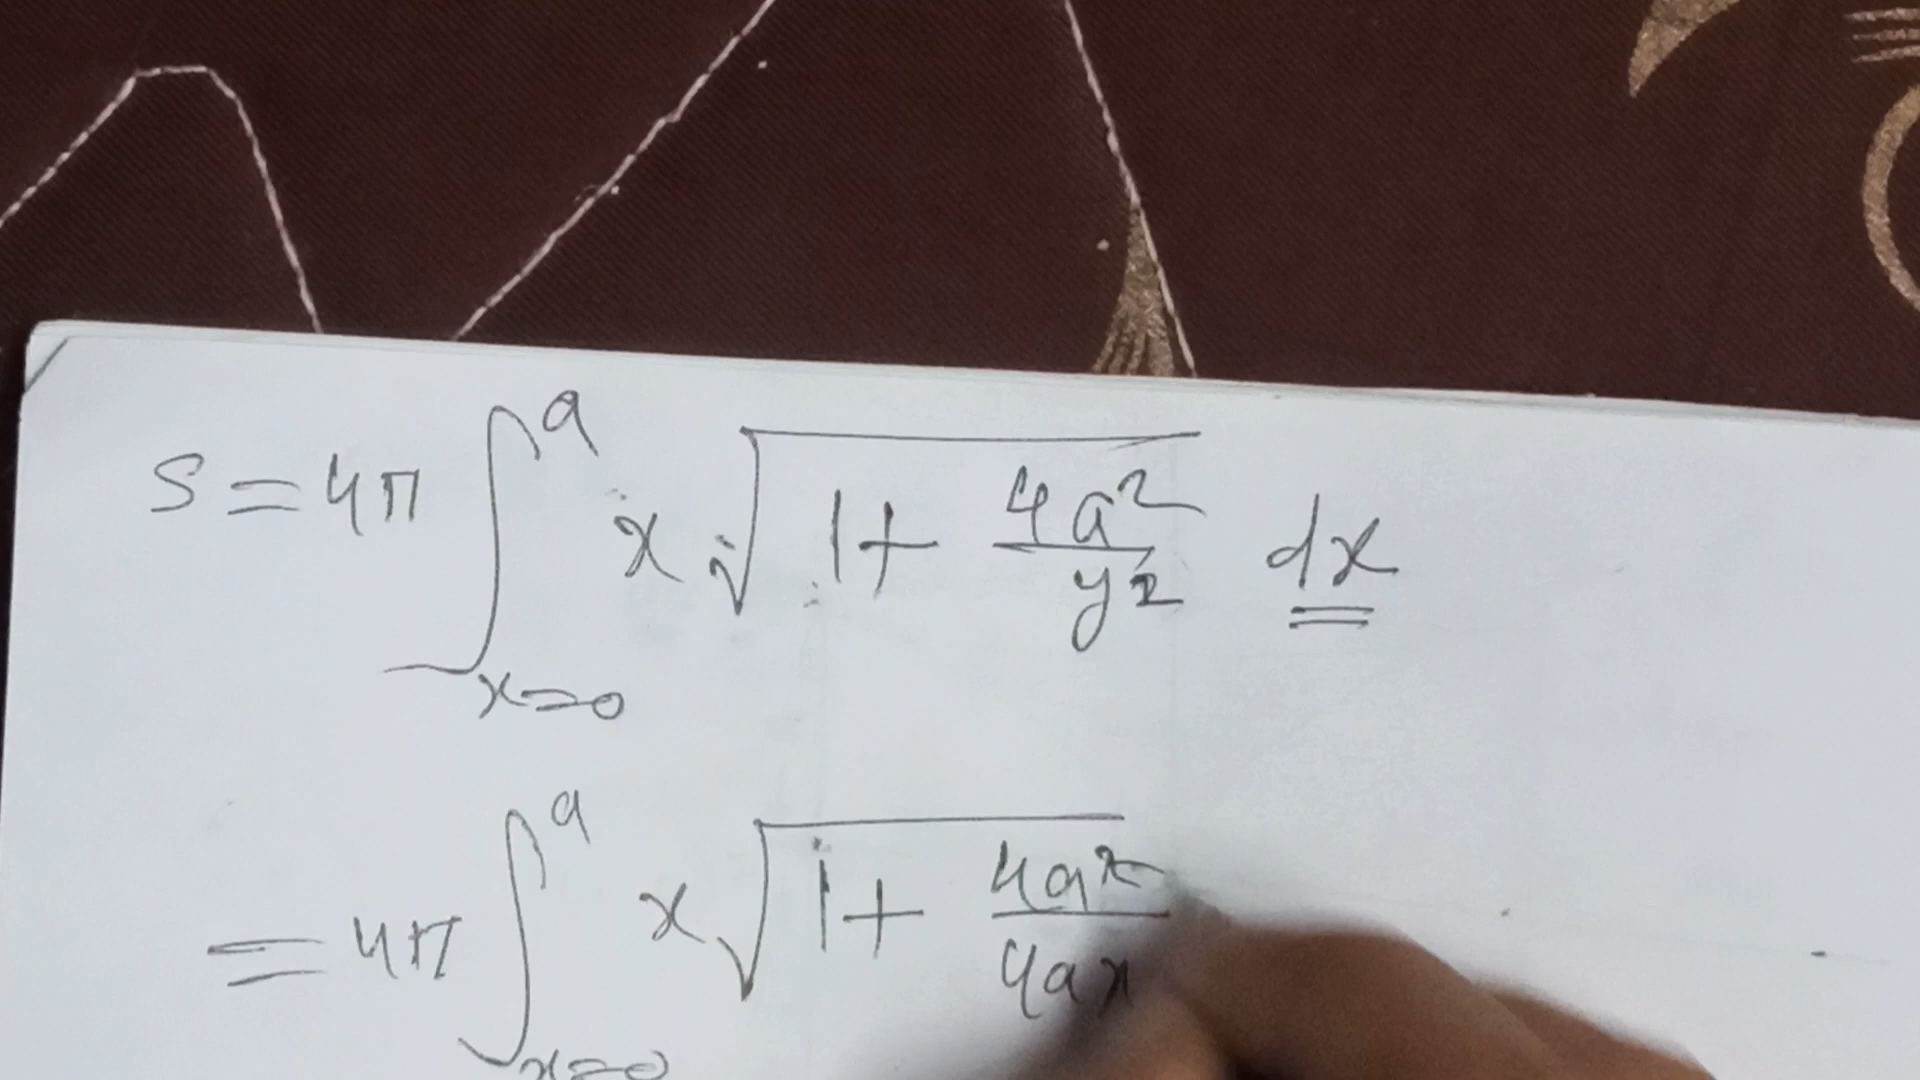 S = 4π ∫_{x=0}^{a} x √(1 + 4a²/y²) dx
= 4π ∫_{x=0}^{a} x √(1 + 4a²/4ax